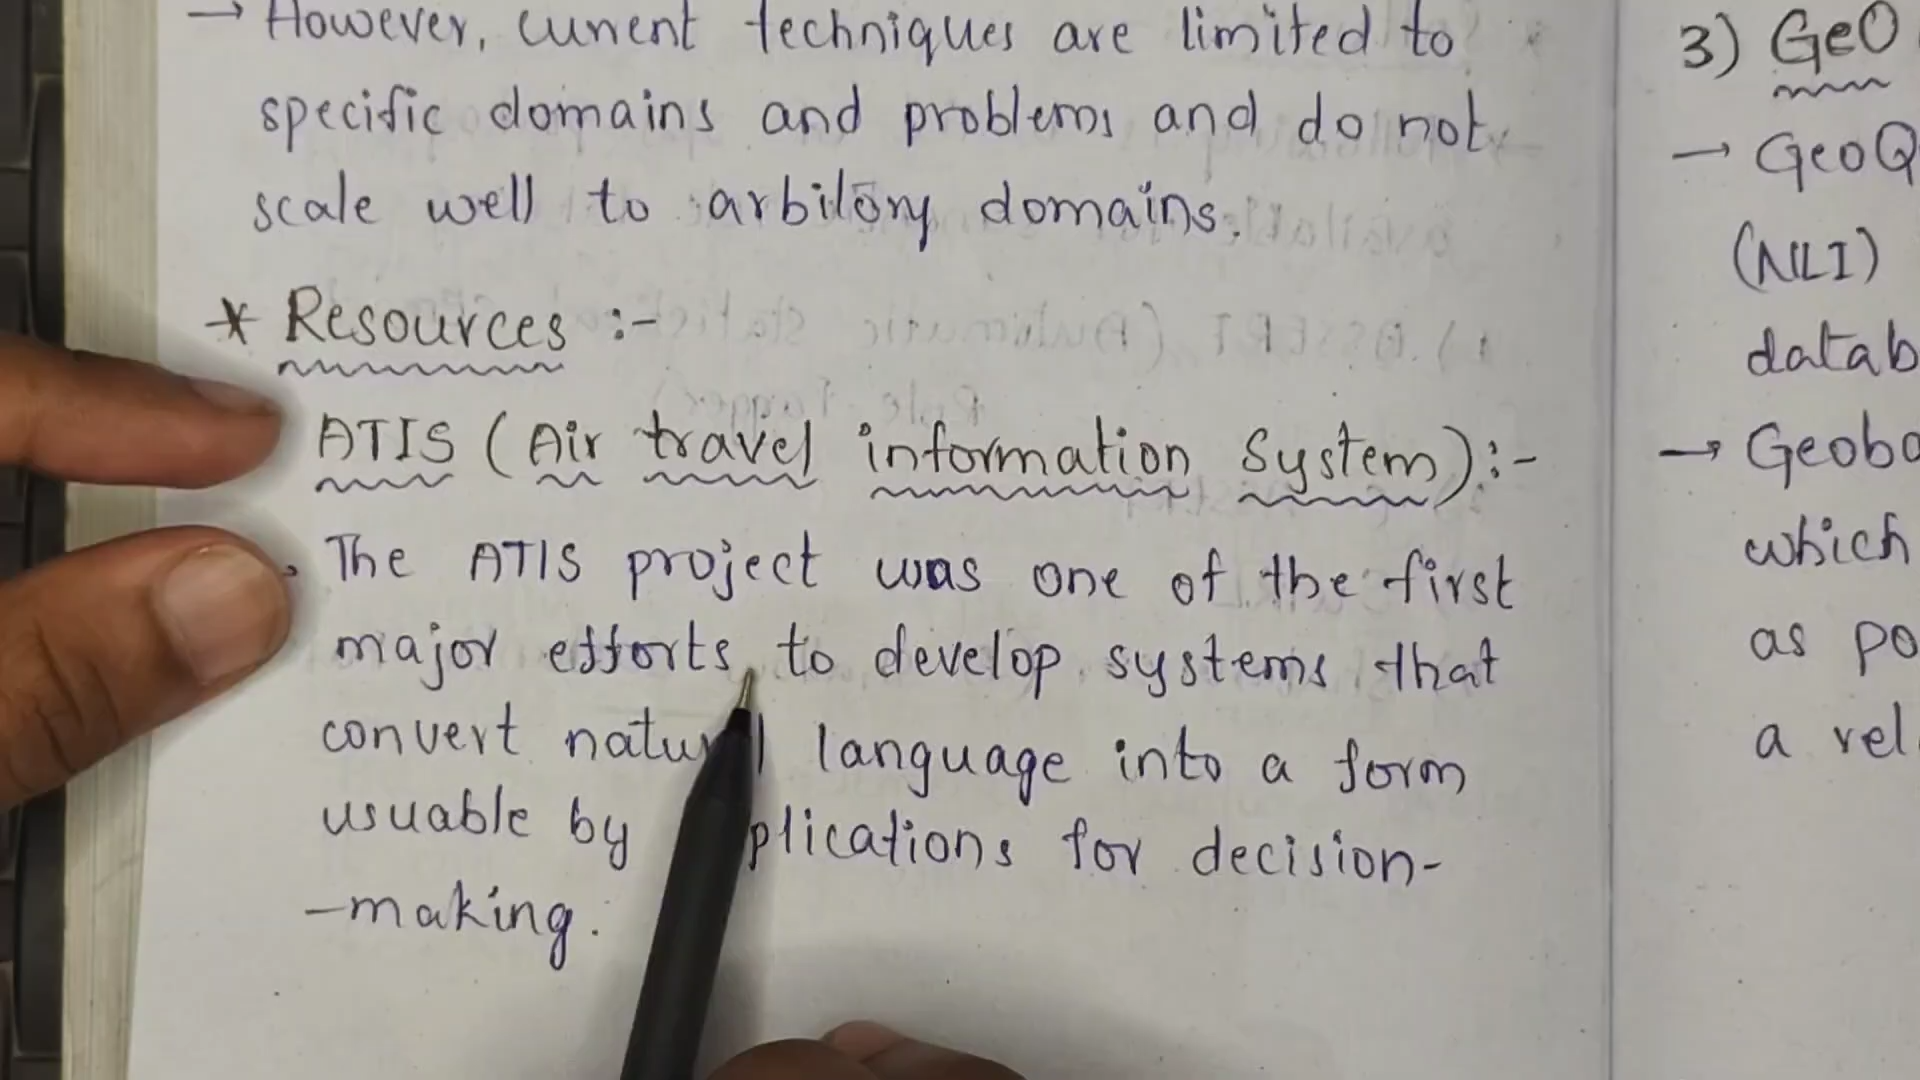 → However, current techniques are limited to
specific domains and problems and do not
scale well to arbitary domains.
* Resources :-
ATIS (Air travel information System):-
The ATIS project was one of the first
major efforts to develop systems that
convert natural language into a form
usuable by plications for decision-
-making.
3) GeO
→ GeoQ
(NLI)
datab
→ Geoba
which
as po
a rel